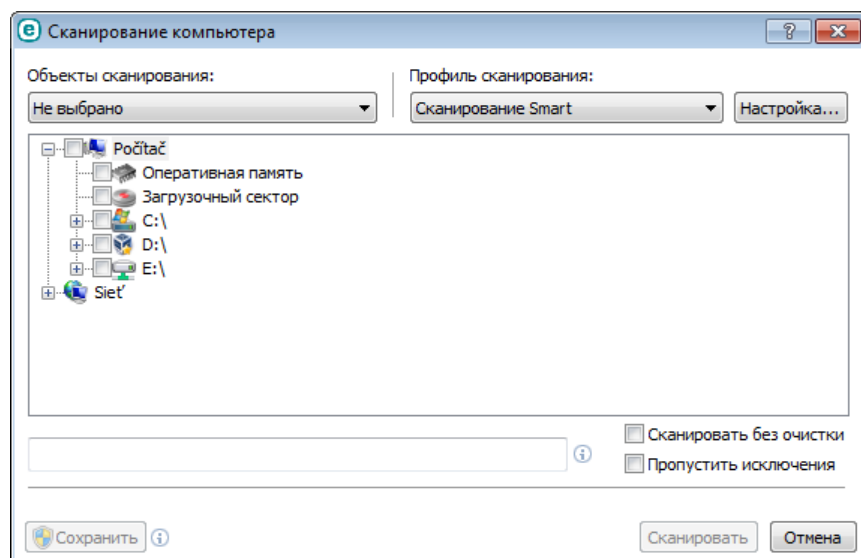 Сканирование компьютера
Объекты сканирования: Профиль сканирования:
Не выбрано Сканирование Smart Настройка...
Počítač
Оперативная память
Загрузочный сектор
C:\
D:\
E:\
Sieť
Сканировать без очистки
Пропустить исключения
Сохранить Сканировать Отмена